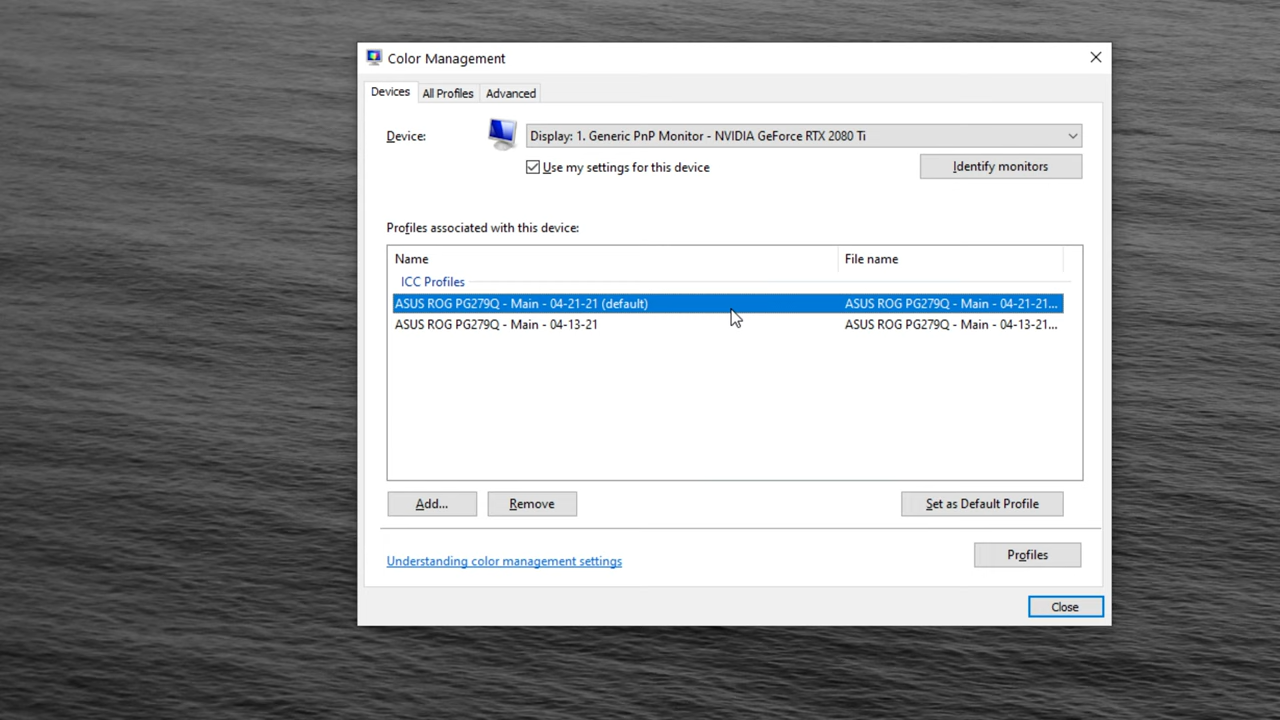 Color Management
Devices All Profiles Advanced
Device: Display: 1. Generic PnP Monitor - NVIDIA GeForce RTX 2080 Ti
Use my settings for this device Identify monitors
Profiles associated with this device:
Name File name
ICC Profiles
ASUS ROG PG279Q - Main - 04-21-21 (default) ASUS ROG PG279Q - Main - 04-21-21...
ASUS ROG PG279Q - Main - 04-13-21 ASUS ROG PG279Q - Main - 04-13-21...
Add... Remove Set as Default Profile
Understanding color management settings Profiles
Close